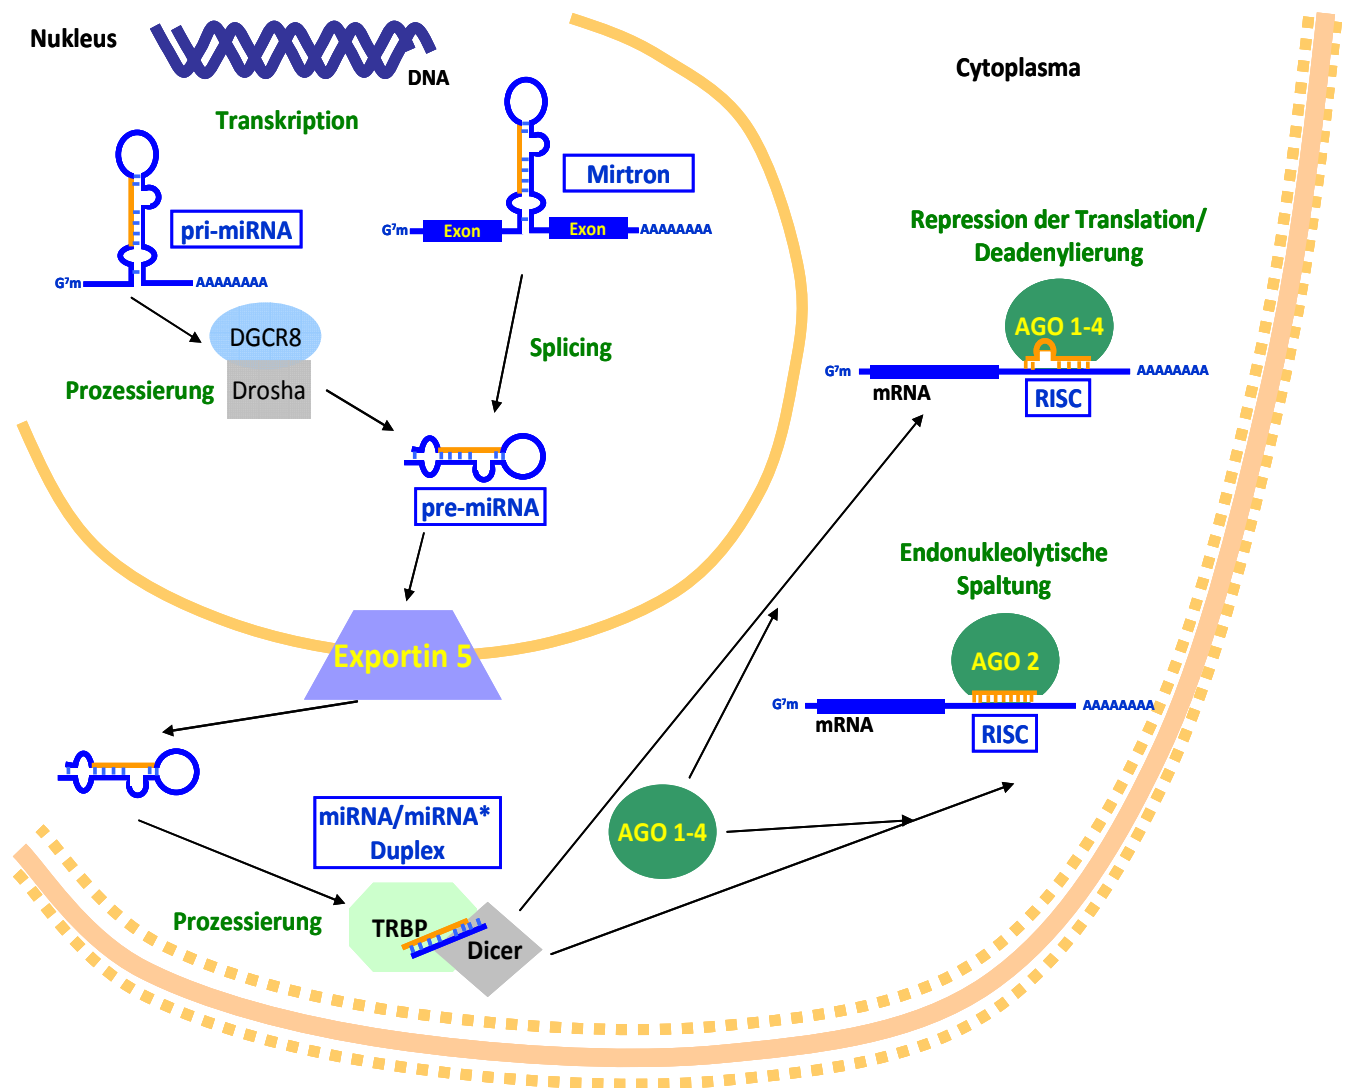 Nukleus
DNA
Cytoplasma
Transkription
Mirtron
pri-miRNA
G⁷m
Exon
Exon
AAAAAAAA
G⁷m
AAAAAAAA
DGCR8
Drosha
Prozessierung
Splicing
pre-miRNA
Exportin 5
Repression der Translation/
Deadenylierung
AGO 1-4
G⁷m
AAAAAAAA
mRNA
RISC
Endonukleolytische
Spaltung
AGO 2
G⁷m
AAAAAAAA
mRNA
RISC
miRNA/miRNA*
Duplex
AGO 1-4
Prozessierung
TRBP
Dicer